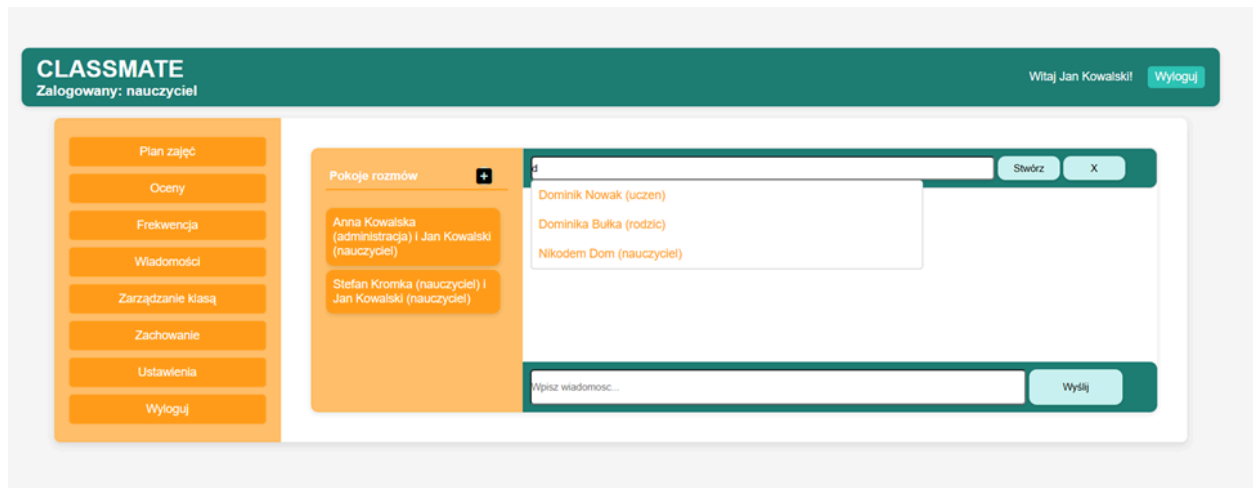 CLASSMATE
Zalogowany: nauczyciel
Witaj Jan Kowalski!
Wyloguj
Plan zajęć
Oceny
Frekwencja
Wiadomości
Zarządzanie klasą
Zachowanie
Ustawienia
Wyloguj
Pokoje rozmów
+
Anna Kowalska
(administracja) i Jan Kowalski
(nauczyciel)
Stefan Kromka (nauczyciel) i
Jan Kowalski (nauczyciel)
d
Stwórz
X
Dominik Nowak (uczen)
Dominika Bułka (rodzic)
Nikodem Dom (nauczyciel)
Wpisz wiadomosc...
Wyślij